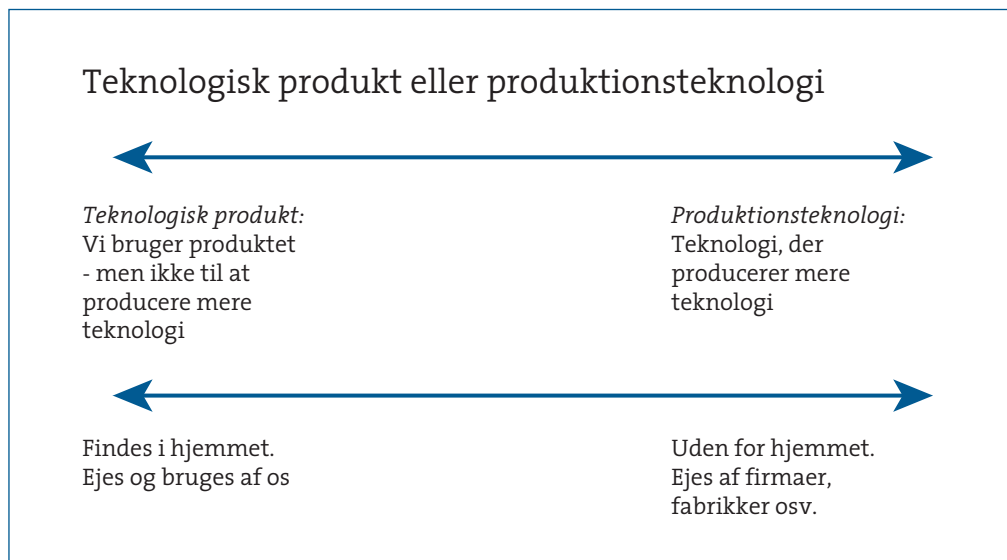 Teknologisk produkt eller produktionsteknologi
Teknologisk produkt:
Vi bruger produktet
- men ikke til at
producere mere
teknologi
Produktionsteknologi:
Teknologi, der
producerer mere
teknologi
Findes i hjemmet.
Ejes og bruges af os
Uden for hjemmet.
Ejes af firmaer,
fabrikker osv.